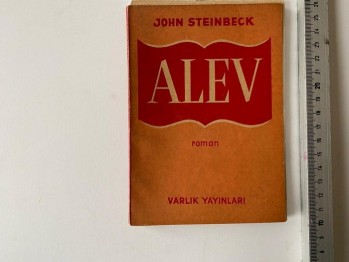 JOHN STEINBECK
ALEV
roman
VARLIK YAYINLARI